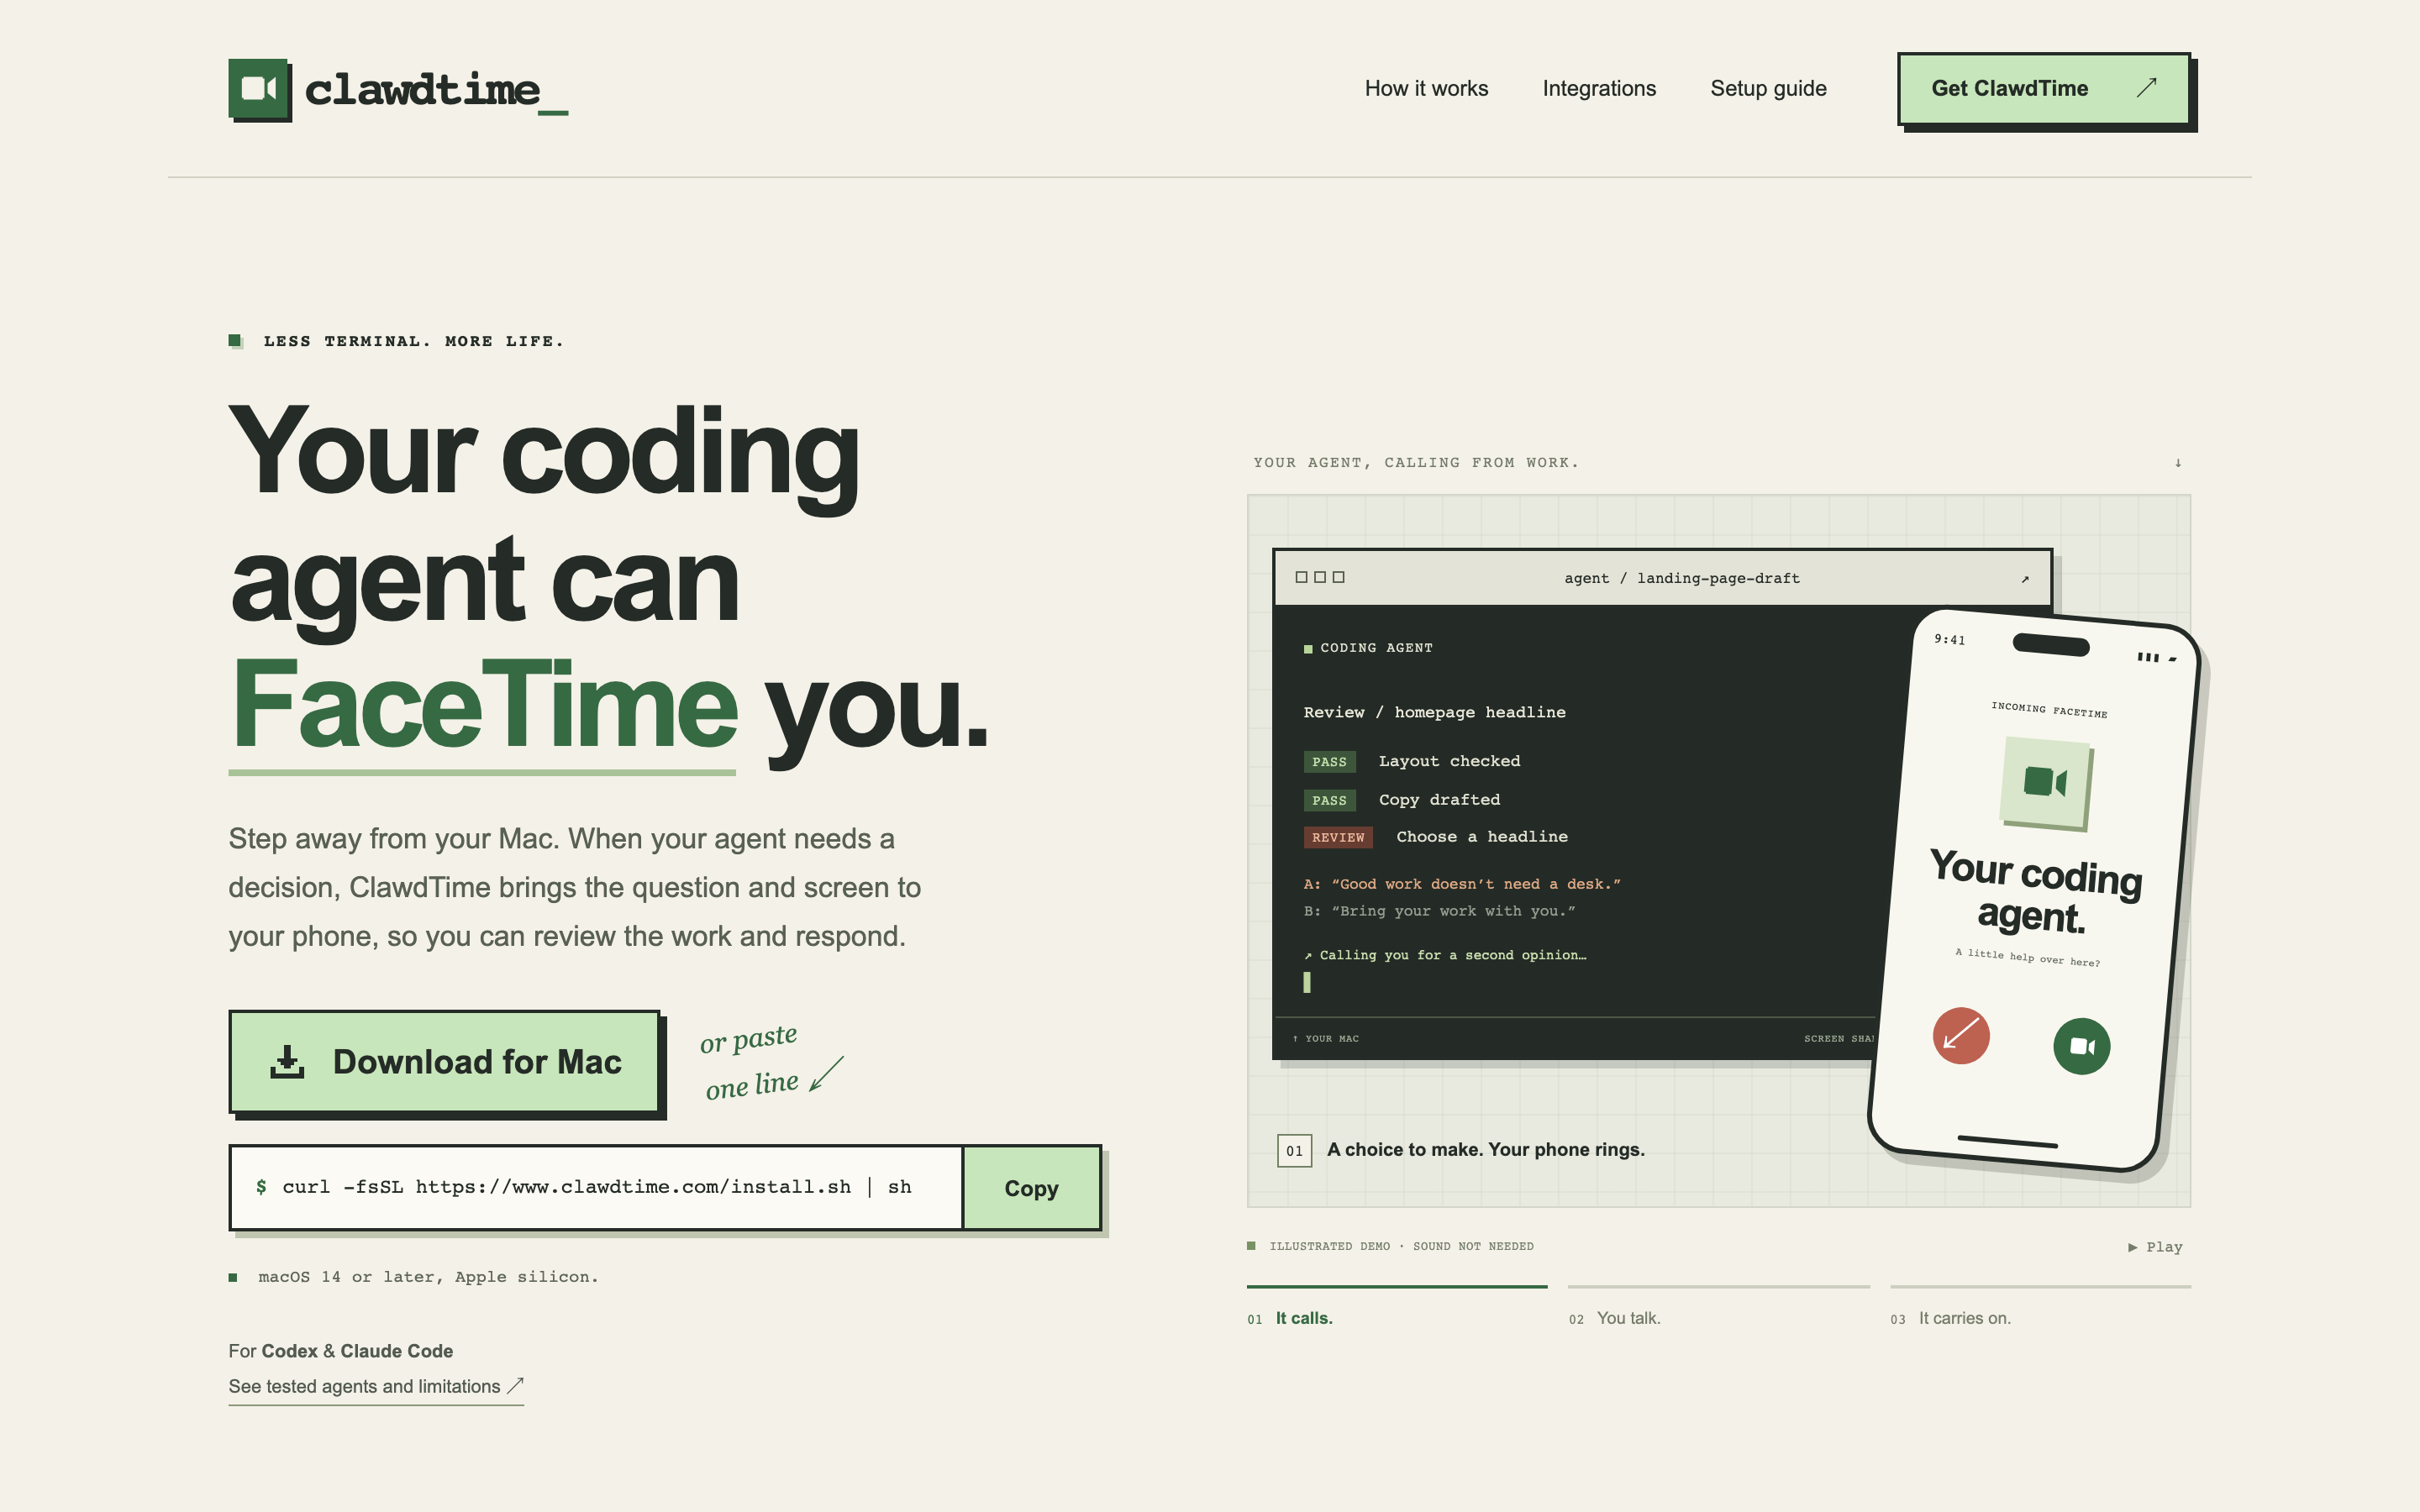 clawdtime_
How it works
Integrations
Setup guide
Get ClawdTime ↗
LESS TERMINAL. MORE LIFE.
Your coding
agent can
FaceTime you.
Step away from your Mac. When your agent needs a
decision, ClawdTime brings the question and screen to
your phone, so you can review the work and respond.
Download for Mac
or paste
one line ↙
$ curl -fsSL https://www.clawdtime.com/install.sh | sh
Copy
macOS 14 or later, Apple silicon.
For Codex & Claude Code
See tested agents and limitations ↗
YOUR AGENT, CALLING FROM WORK. ↓
agent / landing-page-draft ↗
CODING AGENT
Review / homepage headline
PASS Layout checked
PASS Copy drafted
REVIEW Choose a headline
A: “Good work doesn’t need a desk.”
B: “Bring your work with you.”
↗ Calling you for a second opinion…
↑ YOUR MAC
SCREEN SHA
9:41
INCOMING FACETIME
Your coding
agent.
A little help over here?
01 A choice to make. Your phone rings.
ILLUSTRATED DEMO · SOUND NOT NEEDED
▶ Play
01 It calls.
02 You talk.
03 It carries on.